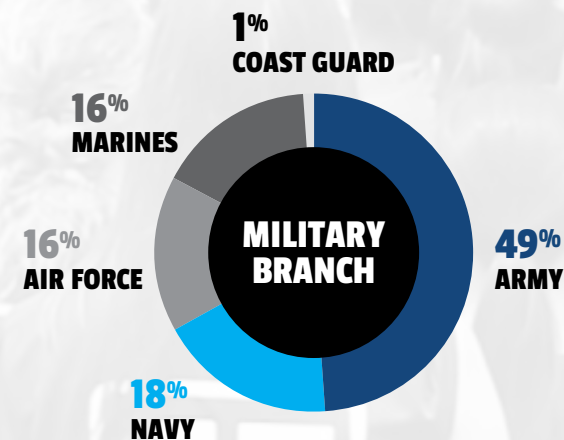 1%
COAST GUARD
16%
MARINES
16%
AIR FORCE
MILITARY
BRANCH
49%
ARMY
18%
NAVY